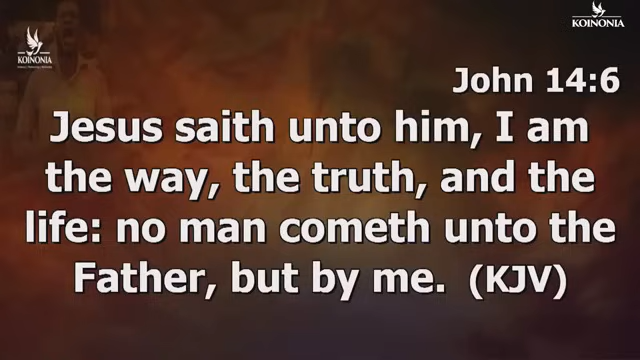 KOINONIA
KOINONIA
John 14:6
Jesus saith unto him, I am
the way, the truth, and the
life: no man cometh unto the
Father, but by me. (KJV)